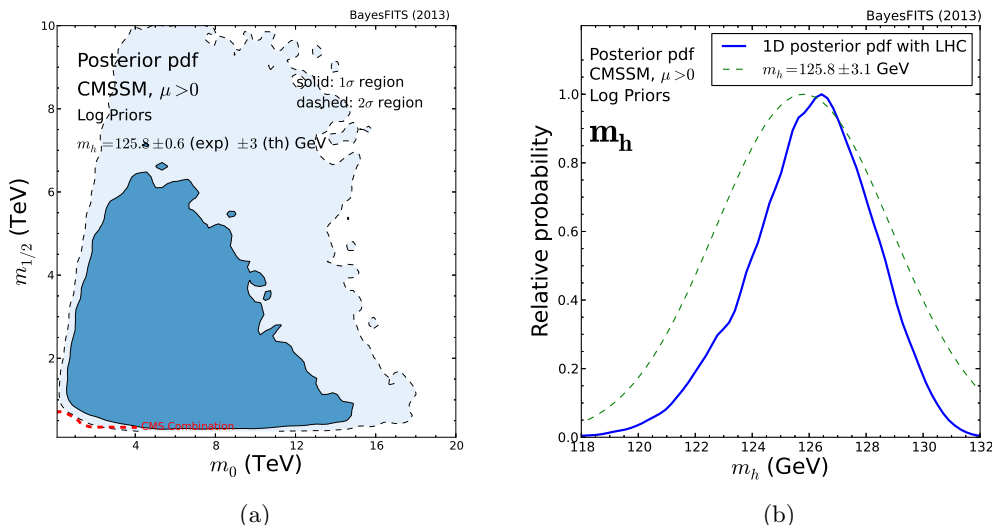 BayesFITS (2013)
Posterior pdf
CMSSM, μ > 0
Log Priors
m_h = 125.8 ± 0.6 (exp) ± 3 (th) GeV
solid: 1σ region
dashed: 2σ region
CMS Combination
10
8
6
4
2
m_{1/2} (TeV)
4 8 12 16 20
m_0 (TeV)
(a)
BayesFITS (2013)
Posterior pdf
CMSSM, μ > 0
Log Priors
m_h
1D posterior pdf with LHC
m_h = 125.8 ± 3.1 GeV
1.0
0.8
0.6
0.4
0.2
0.0
Relative probability
118 120 122 124 126 128 130 132
m_h (GeV)
(b)